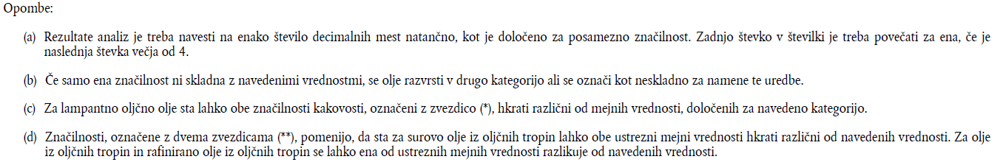 Opombe:
(a) Rezultate analiz je treba navesti na enako število decimalnih mest natančno, kot je določeno za posamezno značilnost. Zadnjo števko v številki je treba povečati za ena, če je
naslednja števka večja od 4.
(b) Če samo ena značilnost ni skladna z navedenimi vrednostmi, se olje razvrsti v drugo kategorijo ali se označi kot neskladno za namene te uredbe.
(c) Za lampantno oljčno olje sta lahko obe značilnosti kakovosti, označeni z zvezdico (*), hkrati različni od mejnih vrednosti, določenih za navedeno kategorijo.
(d) Značilnosti, označene z dvema zvezdicama (**), pomenijo, da sta za surovo olje iz oljčnih tropin lahko obe ustrezni mejni vrednosti hkrati različni od navedenih vrednosti. Za olje
iz oljčnih tropin in rafinirano olje iz oljčnih tropin se lahko ena od ustreznih mejnih vrednosti razlikuje od navedenih vrednosti.